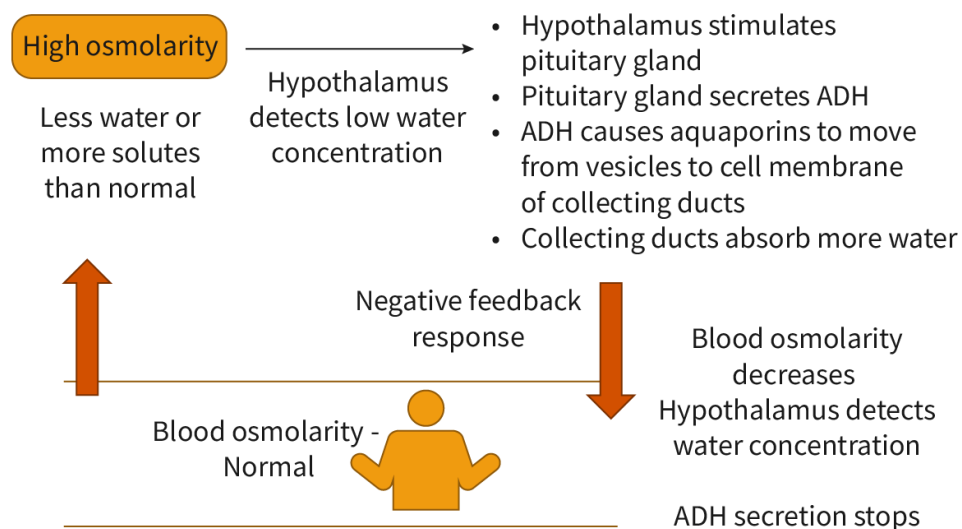 High osmolarity
Less water or
more solutes
than normal
Hypothalamus
detects low water
concentration
• Hypothalamus stimulates
pituitary gland
• Pituitary gland secretes ADH
• ADH causes aquaporins to move
from vesicles to cell membrane
of collecting ducts
• Collecting ducts absorb more water
Negative feedback
response
Blood osmolarity
decreases
Hypothalamus detects
water concentration
ADH secretion stops
Blood osmolarity -
Normal